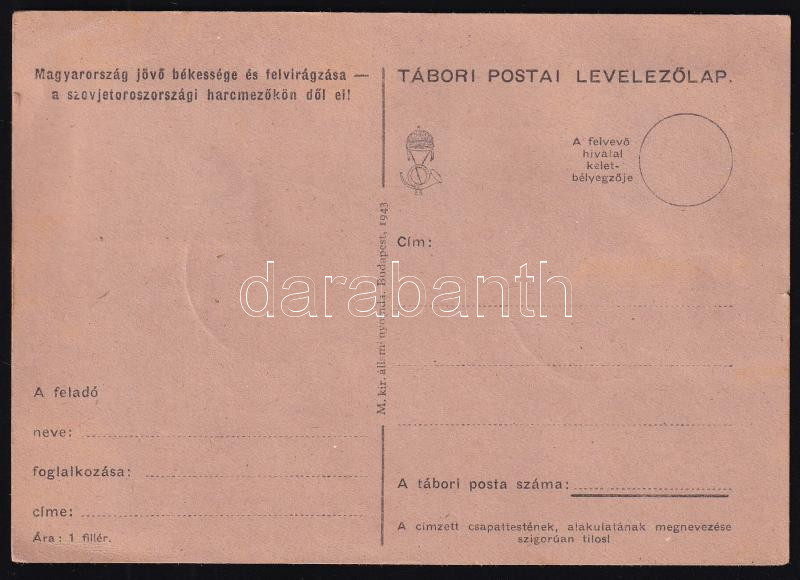 Magyarország jövő békessége és felvirágzása —
a szovjetoroszországi harcmezőkön dől el!
TÁBORI POSTAI LEVELEZŐLAP.
A felvevő
hivatal
kelet-
bélyegzője
Cím:
M. kir. állami nyomda. Budapest, 1943
darabanth
A feladó
neve:
foglalkozása:
címe:
Ára : 1 fillér.
A tábori posta száma:
A címzett csapattestének, alakulatának megnevezése
szigorúan tilos!